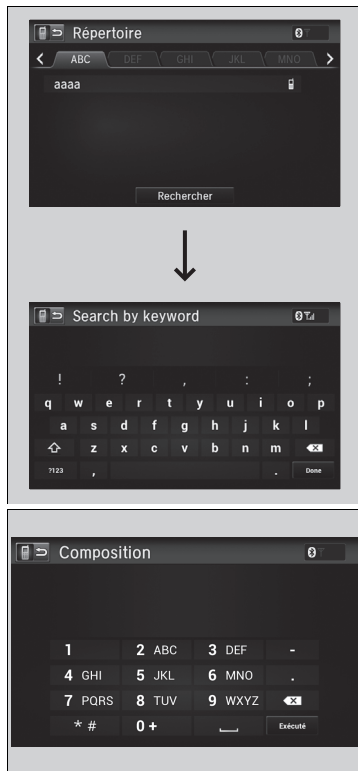 Répertoire
ABC DEF GHI JKL MNO
aaaa
Rechercher
Search by keyword
! ? , : ;
q w e r t y u i o p
a s d f g h j k l
z x c v b n m
?123 , . Done
Composition
1 2 ABC 3 DEF -
4 GHI 5 JKL 6 MNO .
7 PQRS 8 TUV 9 WXYZ
* # 0 + Exécuté